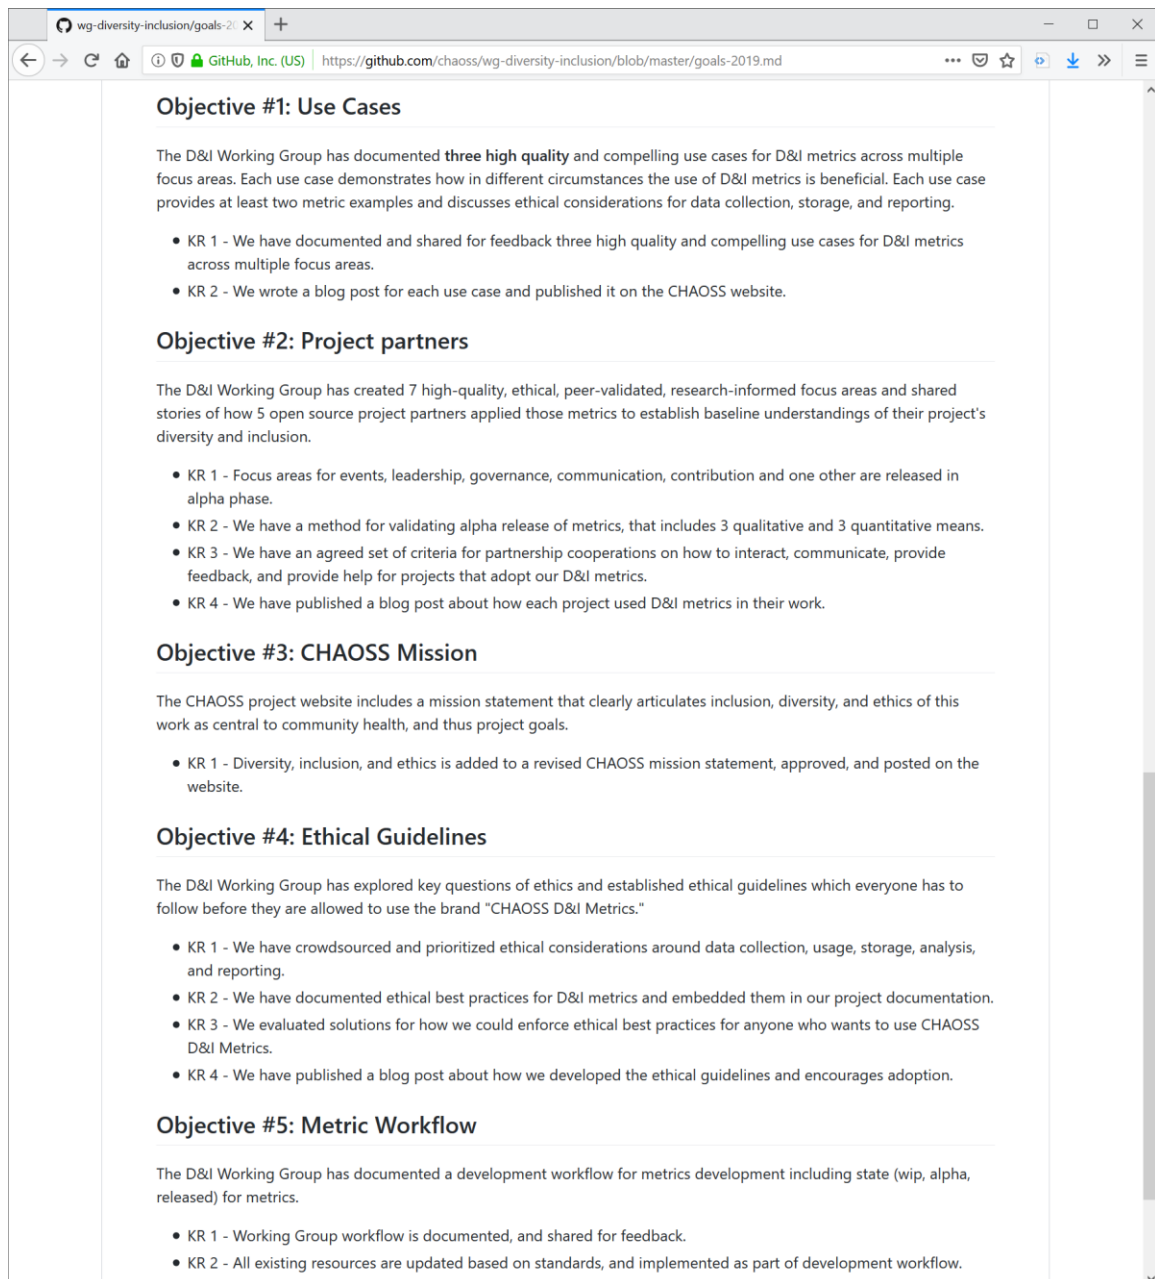 wg-diversity-inclusion/goals-20
GitHub, Inc. (US) https://github.com/chaoss/wg-diversity-inclusion/blob/master/goals-2019.md
Objective #1: Use Cases
The D&I Working Group has documented three high quality and compelling use cases for D&I metrics across multiple
focus areas. Each use case demonstrates how in different circumstances the use of D&I metrics is beneficial. Each use case
provides at least two metric examples and discusses ethical considerations for data collection, storage, and reporting.
• KR 1 - We have documented and shared for feedback three high quality and compelling use cases for D&I metrics
across multiple focus areas.
• KR 2 - We wrote a blog post for each use case and published it on the CHAOSS website.
Objective #2: Project partners
The D&I Working Group has created 7 high-quality, ethical, peer-validated, research-informed focus areas and shared
stories of how 5 open source project partners applied those metrics to establish baseline understandings of their project's
diversity and inclusion.
• KR 1 - Focus areas for events, leadership, governance, communication, contribution and one other are released in
alpha phase.
• KR 2 - We have a method for validating alpha release of metrics, that includes 3 qualitative and 3 quantitative means.
• KR 3 - We have an agreed set of criteria for partnership cooperations on how to interact, communicate, provide
feedback, and provide help for projects that adopt our D&I metrics.
• KR 4 - We have published a blog post about how each project used D&I metrics in their work.
Objective #3: CHAOSS Mission
The CHAOSS project website includes a mission statement that clearly articulates inclusion, diversity, and ethics of this
work as central to community health, and thus project goals.
• KR 1 - Diversity, inclusion, and ethics is added to a revised CHAOSS mission statement, approved, and posted on the
website.
Objective #4: Ethical Guidelines
The D&I Working Group has explored key questions of ethics and established ethical guidelines which everyone has to
follow before they are allowed to use the brand "CHAOSS D&I Metrics."
• KR 1 - We have crowdsourced and prioritized ethical considerations around data collection, usage, storage, analysis,
and reporting.
• KR 2 - We have documented ethical best practices for D&I metrics and embedded them in our project documentation.
• KR 3 - We evaluated solutions for how we could enforce ethical best practices for anyone who wants to use CHAOSS
D&I Metrics.
• KR 4 - We have published a blog post about how we developed the ethical guidelines and encourages adoption.
Objective #5: Metric Workflow
The D&I Working Group has documented a development workflow for metrics development including state (wip, alpha,
released) for metrics.
• KR 1 - Working Group workflow is documented, and shared for feedback.
• KR 2 - All existing resources are updated based on standards, and implemented as part of development workflow.